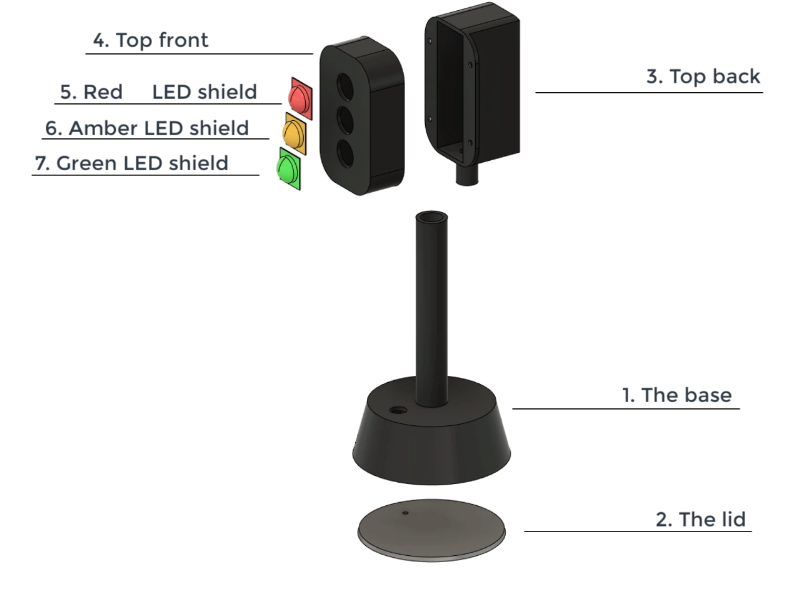 4. Top front
3. Top back
5. Red LED shield
6. Amber LED shield
7. Green LED shield
1. The base
2. The lid